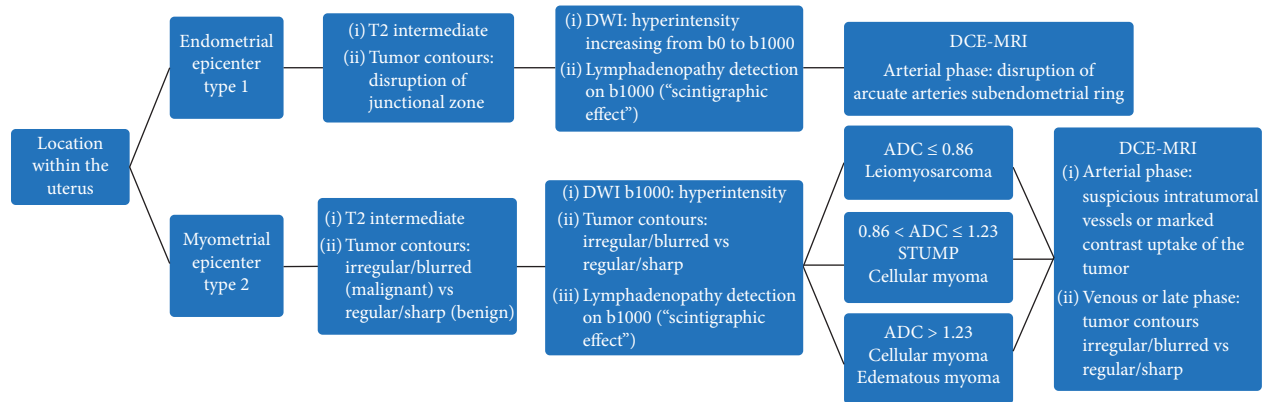 Location
within the
uterus
Endometrial
epicenter
type 1
(i) T2 intermediate
(ii) Tumor contours:
disruption of
junctional zone
(i) DWI: hyperintensity
increasing from b0 to b1000
(ii) Lymphadenopathy detection
on b1000 (“scintigraphic
effect”)
DCE-MRI
Arterial phase: disruption of
arcuate arteries subendometrial ring
Myometrial
epicenter
type 2
(i) T2 intermediate
(ii) Tumor contours:
irregular/blurred
(malignant) vs
regular/sharp (benign)
(i) DWI b1000: hyperintensity
(ii) Tumor contours:
irregular/blurred vs
regular/sharp
(iii) Lymphadenopathy detection
on b1000 (“scintigraphic
effect”)
ADC ≤ 0.86
Leiomyosarcoma
0.86 < ADC ≤ 1.23
STUMP
Cellular myoma
ADC > 1.23
Cellular myoma
Edematous myoma
DCE-MRI
(i) Arterial phase:
suspicious intratumoral
vessels or marked
contrast uptake of the
tumor
(ii) Venous or late phase:
tumor contours
irregular/blurred vs
regular/sharp